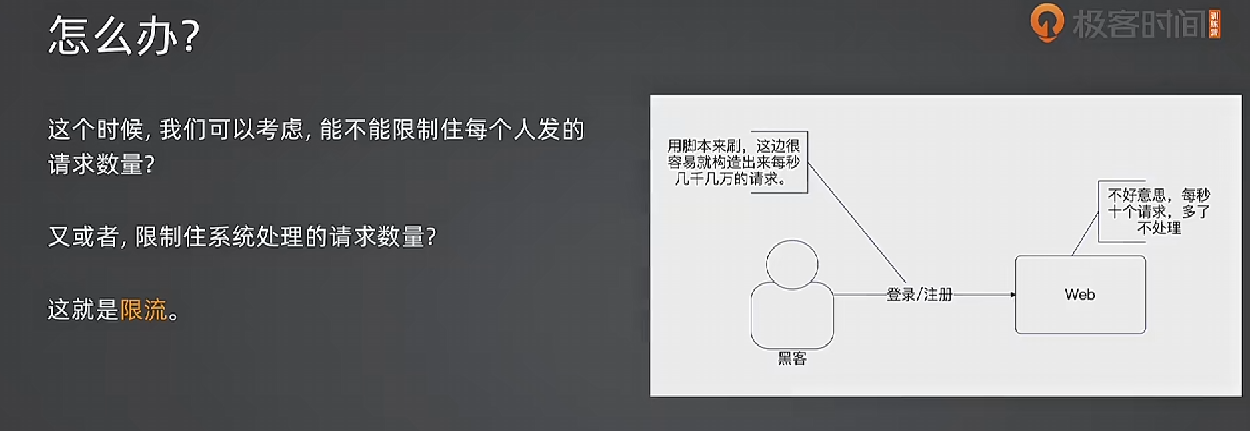 怎么办?
极客时间
训练营
这个时候, 我们可以考虑, 能不能限制住每个人发的
请求数量?
又或者, 限制住系统处理的请求数量?
这就是限流。
用脚本来刷，这边很
容易就构造出来每秒
几千几万的请求。
不好意思，每秒
十个请求，多了
不处理
登录/注册
Web
黑客